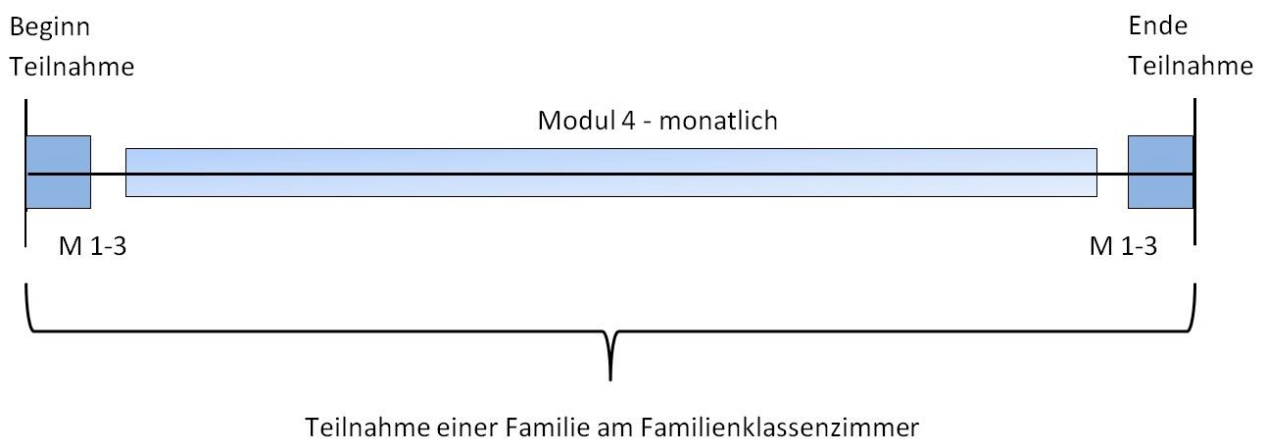 Beginn
Teilnahme
Ende
Teilnahme
Modul 4 - monatlich
M 1-3
M 1-3
Teilnahme einer Familie am Familienklassenzimmer